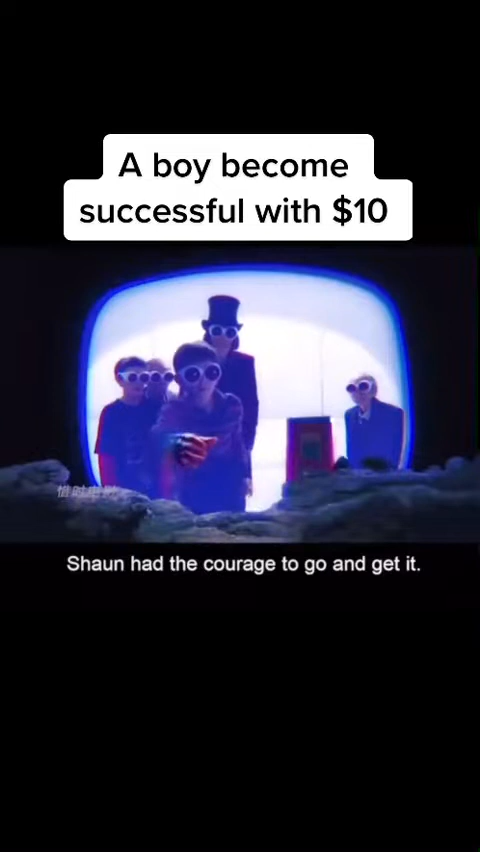 A boy become
successful with $10
Shaun had the courage to go and get it.